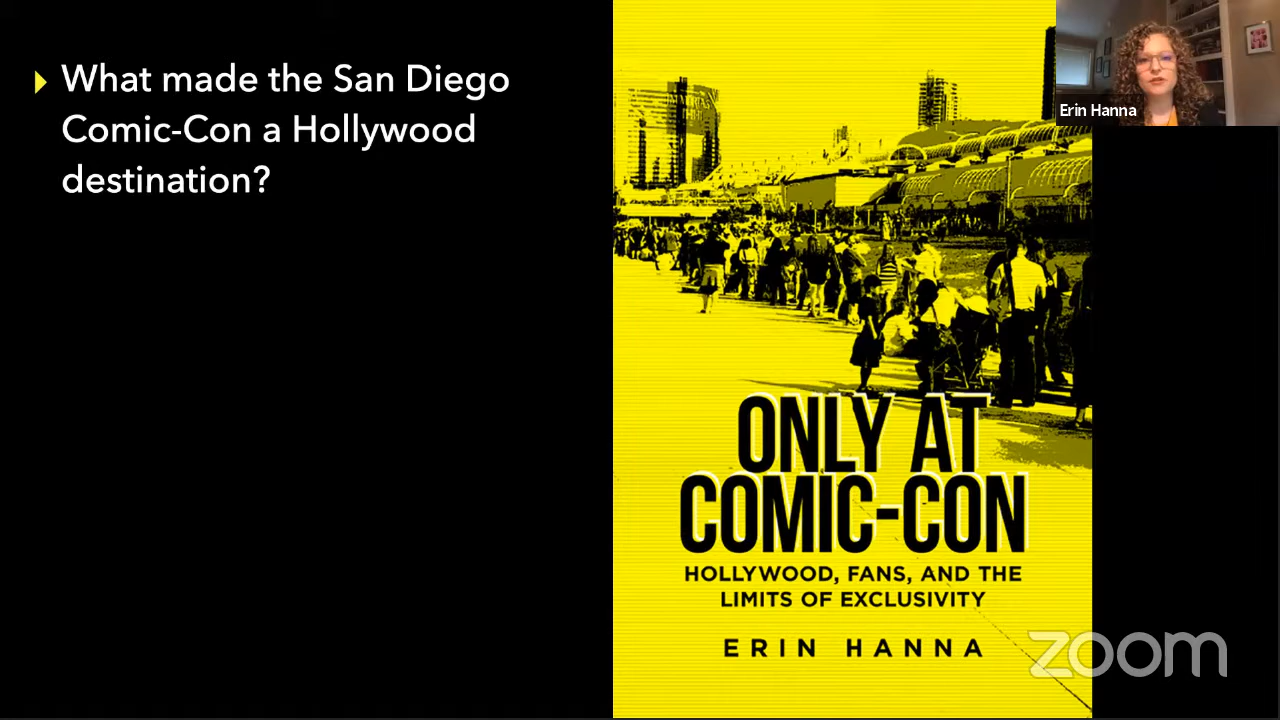 What made the San Diego
Comic-Con a Hollywood
destination?
Erin Hanna
ONLY AT
COMIC-CON
HOLLYWOOD, FANS, AND THE
LIMITS OF EXCLUSIVITY
ERIN HANNA
zoom